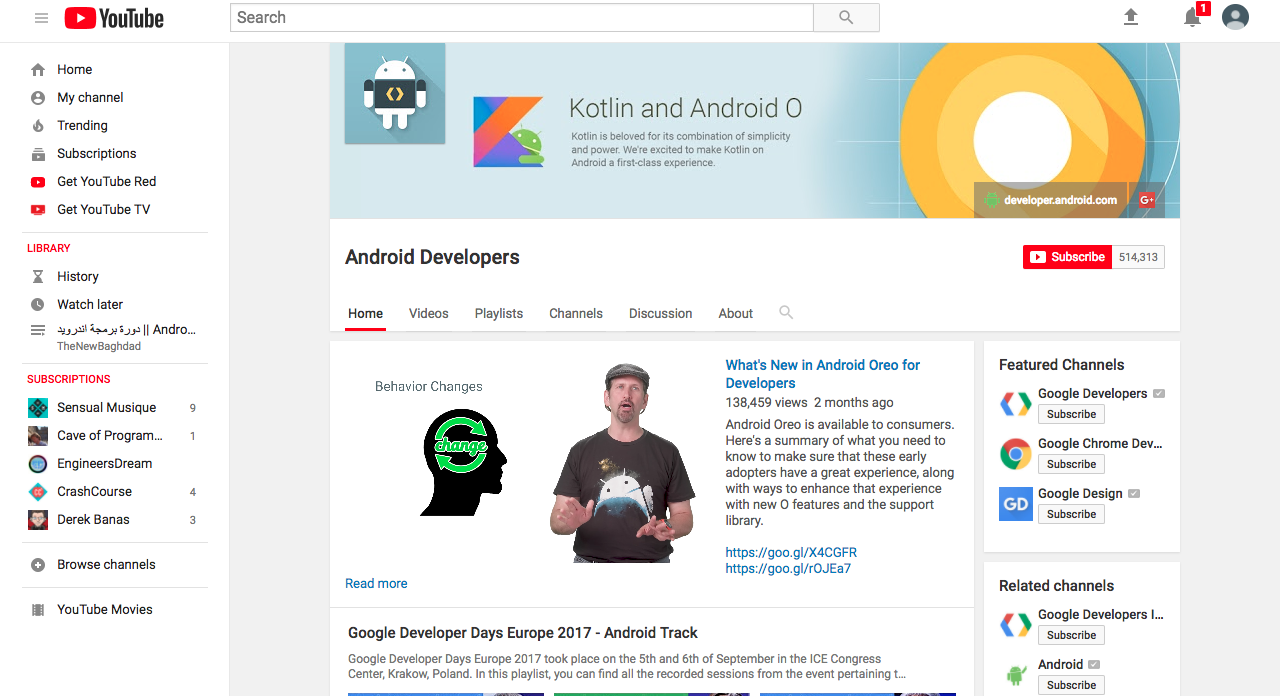 YouTube
Search
1
Home
My channel
Trending
Subscriptions
Get YouTube Red
Get YouTube TV
LIBRARY
History
Watch later
دورة برمجة اندرويد || Andro...
TheNewBaghdad
SUBSCRIPTIONS
Sensual Musique 9
Cave of Program... 1
EngineersDream
CrashCourse 4
Derek Banas 3
Browse channels
YouTube Movies
Kotlin and Android O
Kotlin is beloved for its combination of simplicity
and power. We're excited to make Kotlin on
Android a first-class experience.
developer.android.com
G+
Android Developers
Subscribe 514,313
Home Videos Playlists Channels Discussion About
Behavior Changes
change
What's New in Android Oreo for
Developers
138,459 views 2 months ago
Android Oreo is available to consumers.
Here's a summary of what you need to
know to make sure that these early
adopters have a great experience, along
with ways to enhance that experience
with new O features and the support
library.
https://goo.gl/X4CGFR
https://goo.gl/rOJEa7
Read more
Google Developer Days Europe 2017 - Android Track
Google Developer Days Europe 2017 took place on the 5th and 6th of September in the ICE Congress
Center, Krakow, Poland. In this playlist, you can find all the recorded sessions from the event pertaining t...
Featured Channels
Google Developers
Subscribe
Google Chrome Dev...
Subscribe
GD
Google Design
Subscribe
Related channels
Google Developers I...
Subscribe
Android
Subscribe